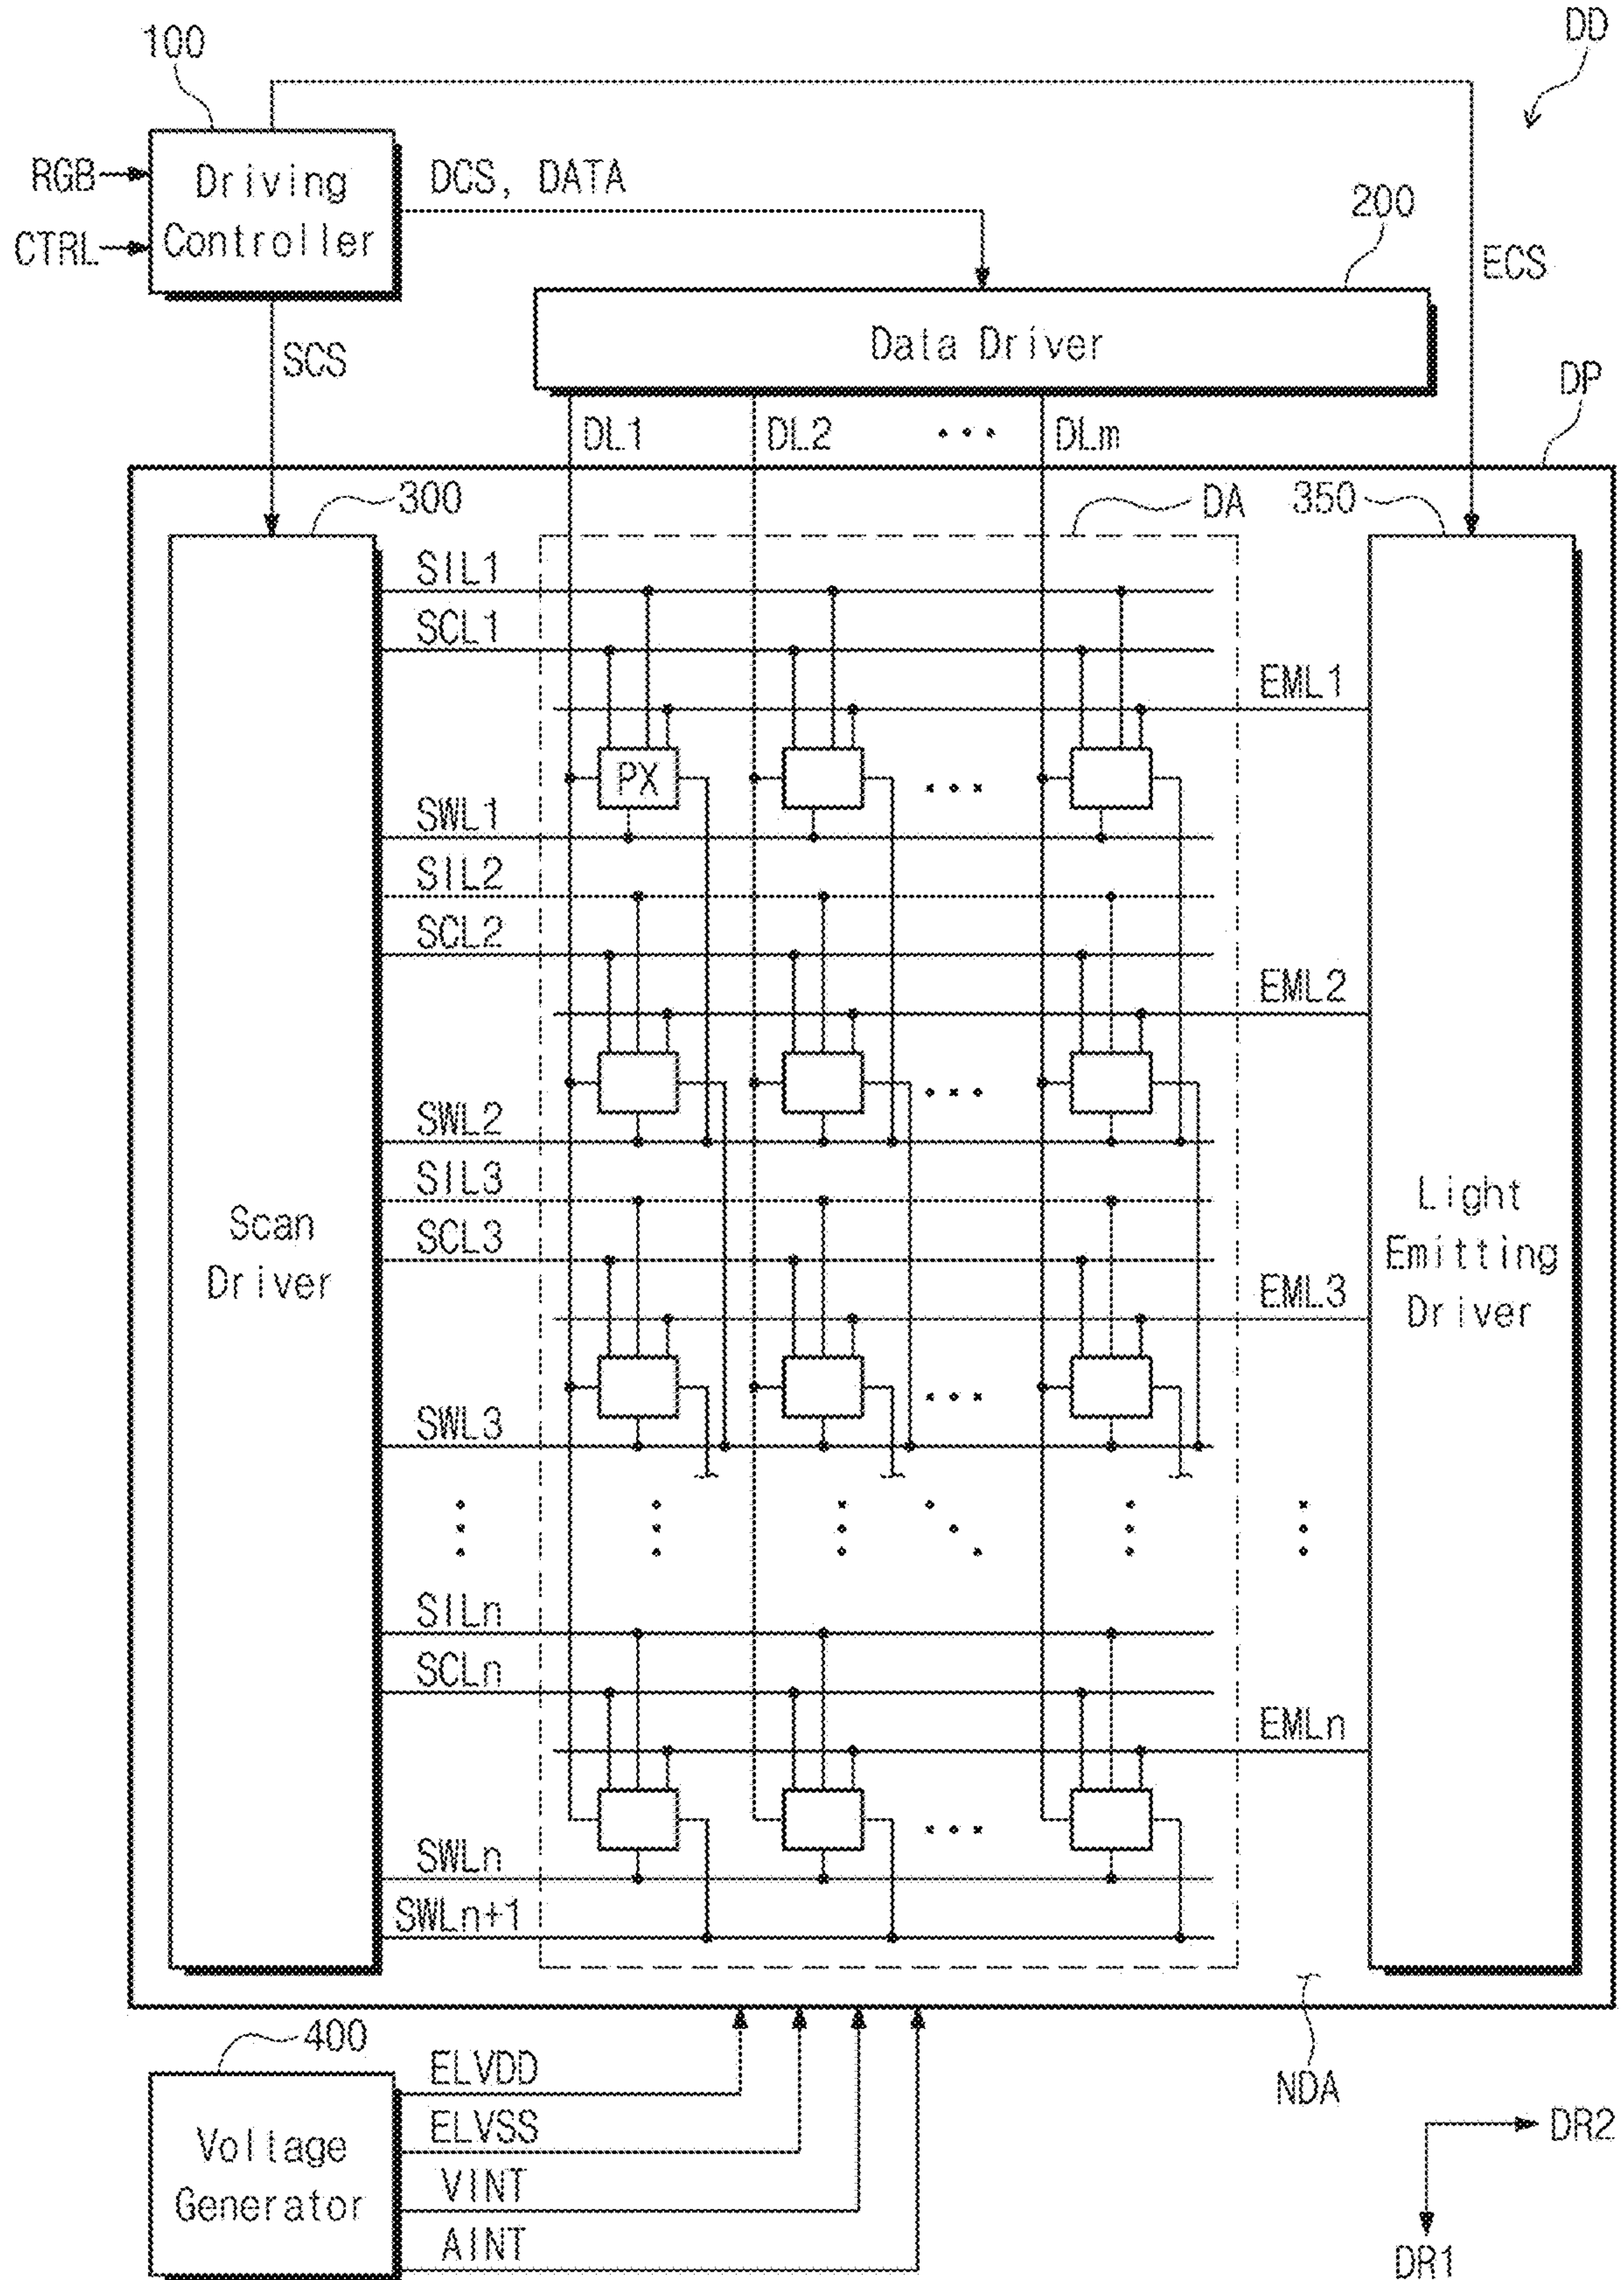 DD
100
RGB
CTRL
Driving
Controller
DCS, DATA
200
ECS
SCS
Data Driver
DP
DL1
DL2
DLm
300
DA
350
SIL1
SCL1
EML1
PX
SWL1
SIL2
SCL2
EML2
SWL2
SIL3
SCL3
EML3
SWL3
Scan
Driver
Light
Emitting
Driver
SILn
SCLn
EMLn
SWLn
SWLn+1
400
Voltage
Generator
ELVDD
ELVSS
VINT
AINT
NDA
DR2
DR1